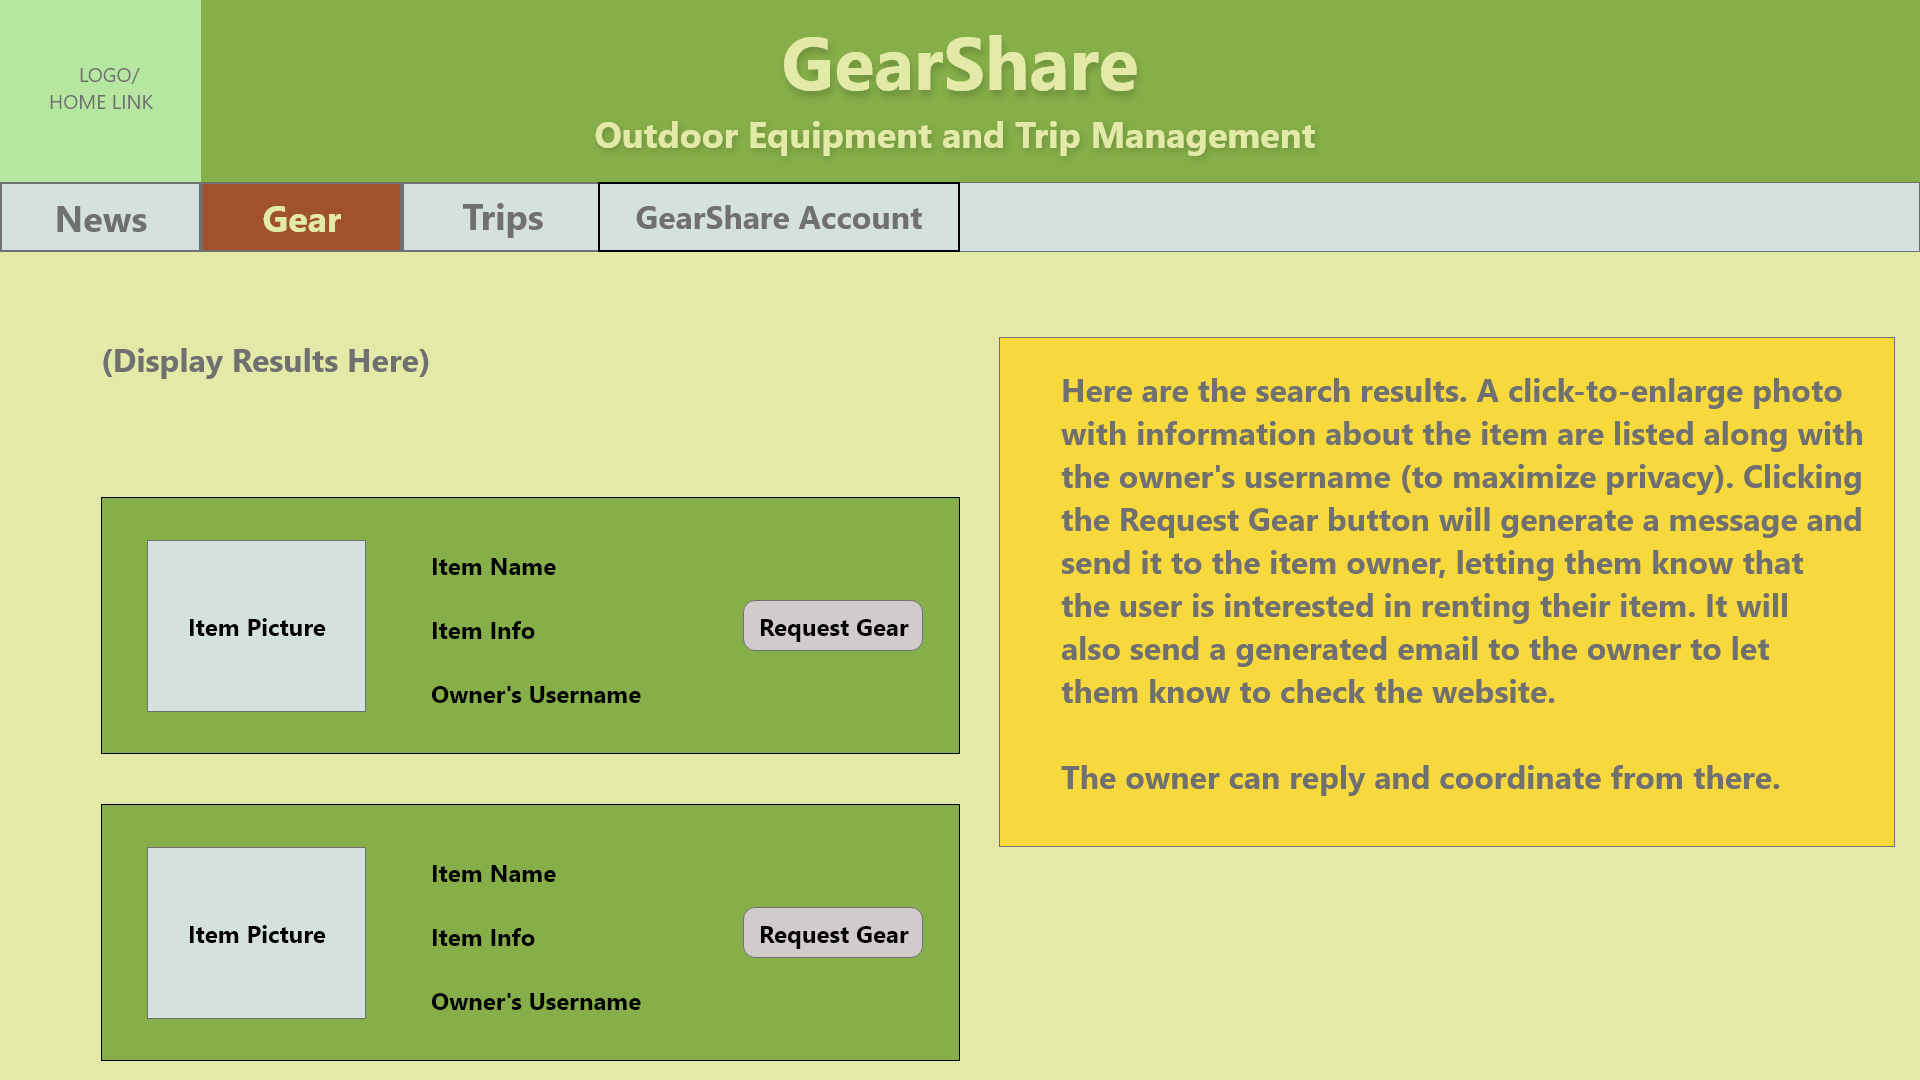 LOGO/
HOME LINK
GearShare
Outdoor Equipment and Trip Management
News
Gear
Trips
GearShare Account
(Display Results Here)
Item Picture
Item Name
Item Info
Owner's Username
Request Gear
Item Picture
Item Name
Item Info
Owner's Username
Request Gear
Here are the search results. A click-to-enlarge photo
with information about the item are listed along with
the owner's username (to maximize privacy). Clicking
the Request Gear button will generate a message and
send it to the item owner, letting them know that
the user is interested in renting their item. It will
also send a generated email to the owner to let
them know to check the website.
The owner can reply and coordinate from there.